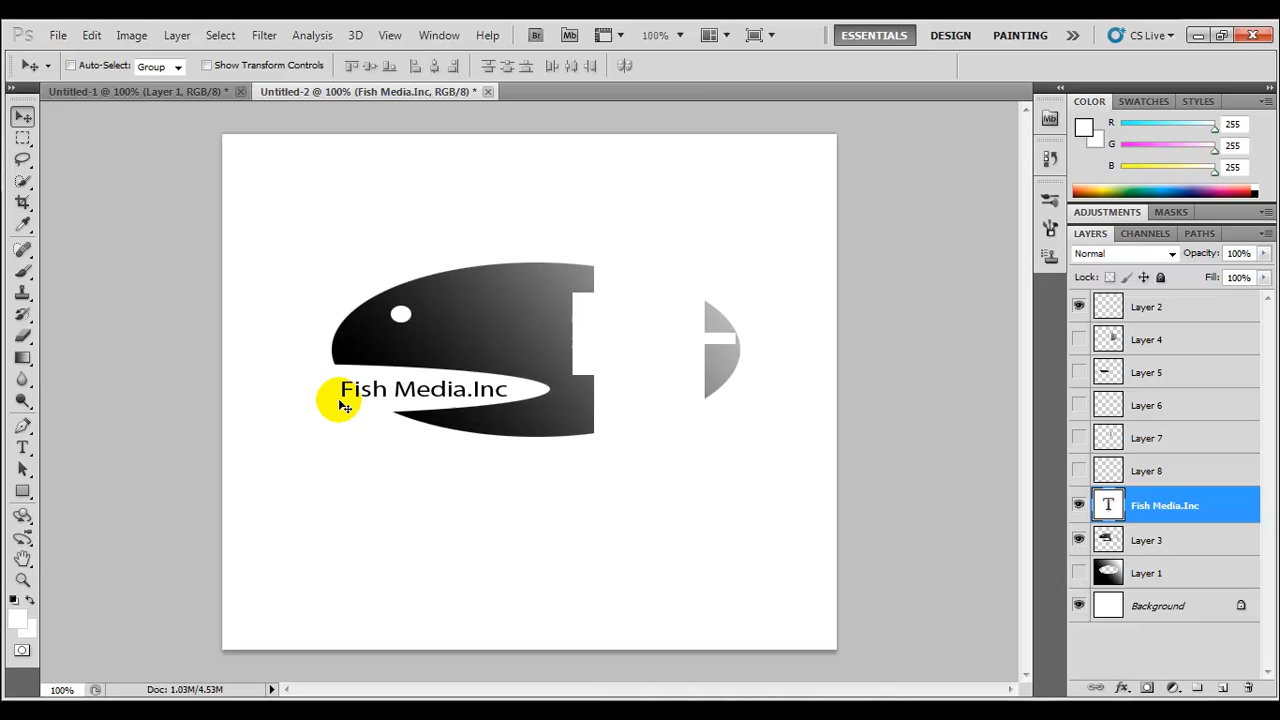 Ps File Edit Image Layer Select Filter Analysis 3D View Window Help Br Mb 100% ESSENTIALS DESIGN PAINTING CS Live
Auto-Select: Group Show Transform Controls
Untitled-1 @ 100% (Layer 1, RGB/8) * Untitled-2 @ 100% (Fish Media.Inc, RGB/8) *
Mb
COLOR SWATCHES STYLES
R 255
G 255
B 255
ADJUSTMENTS MASKS
LAYERS CHANNELS PATHS
Normal Opacity: 100%
Lock: Fill: 100%
Layer 2
Layer 4
Layer 5
Layer 6
Layer 7
Layer 8
T Fish Media.Inc
Layer 3
Layer 1
Background
Fish Media.Inc
T
100% Doc: 1.03M/4.53M
fx